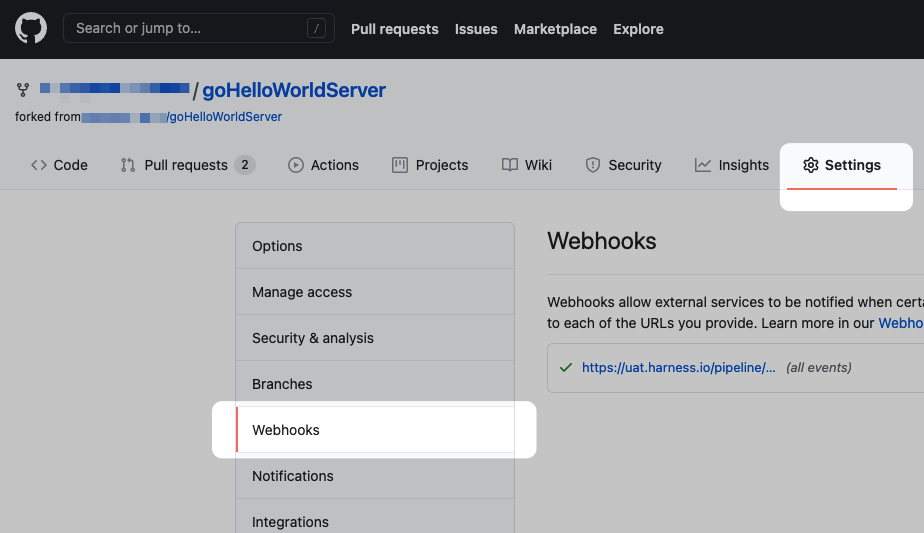 Search or jump to... / Pull requests Issues Marketplace Explore
/ goHelloWorldServer
forked from /goHelloWorldServer
Code Pull requests 2 Actions Projects Wiki Security Insights Settings
Options
Manage access
Security & analysis
Branches
Webhooks
Notifications
Integrations
Webhooks
Webhooks allow external services to be notified when certa
to each of the URLs you provide. Learn more in our Webho
https://uat.harness.io/pipeline/... (all events)